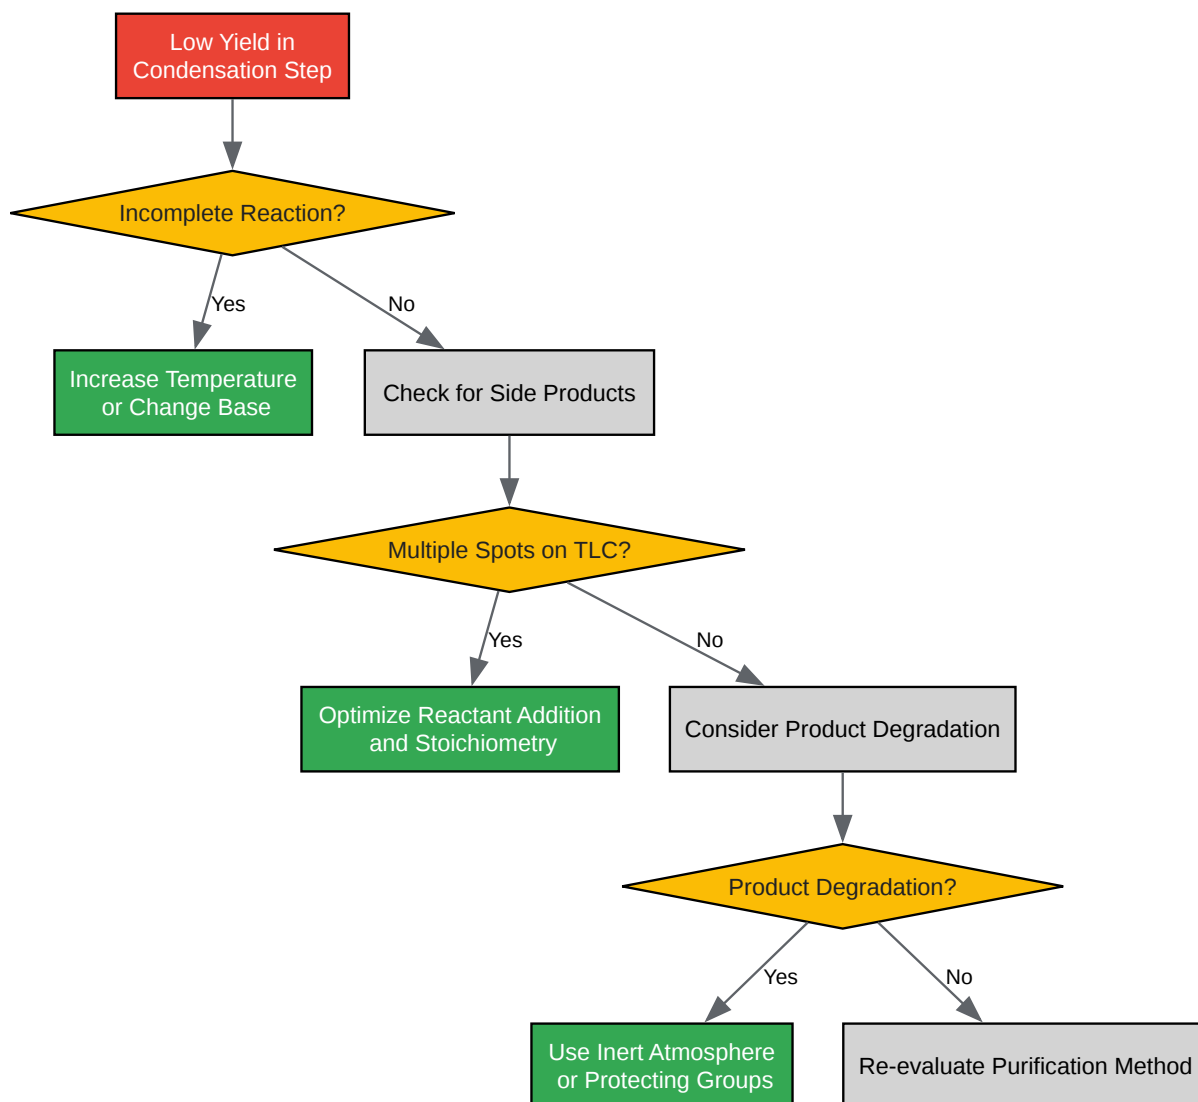 Low Yield in
Condensation Step
Incomplete Reaction?
Yes
No
Increase Temperature
or Change Base
Check for Side Products
Multiple Spots on TLC?
Yes
No
Optimize Reactant Addition
and Stoichiometry
Consider Product Degradation
Product Degradation?
Yes
No
Use Inert Atmosphere
or Protecting Groups
Re-evaluate Purification Method